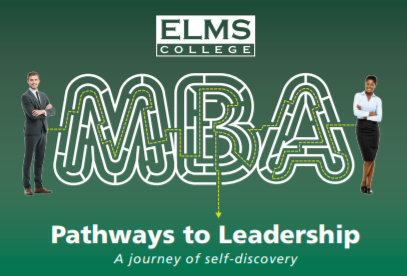 ELMS
COLLEGE
MBA
Pathways to Leadership
A journey of self-discovery